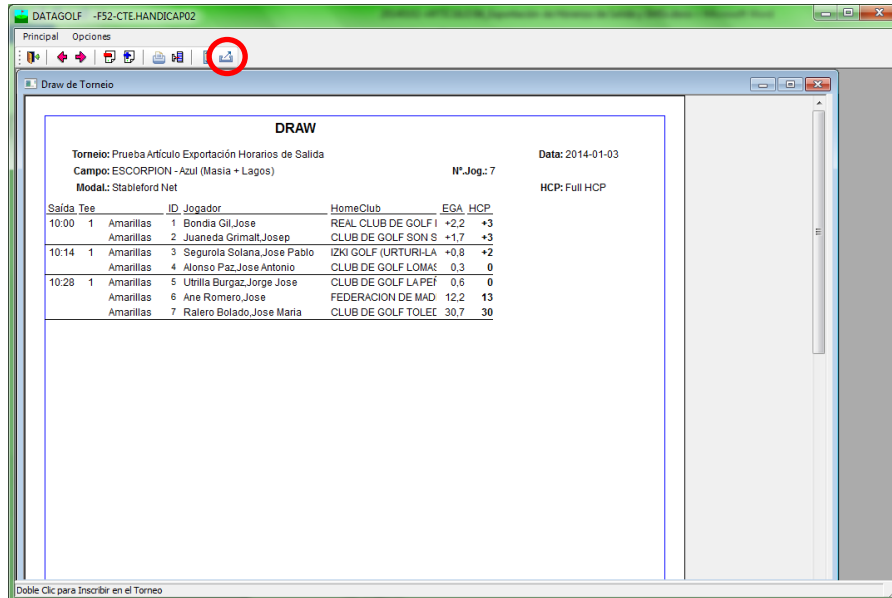 DATAGOLF -F52-CTE.HANDICAP02
Principal Opciones
Draw de Torneio
DRAW
Torneio: Prueba Artículo Exportación Horarios de Salida Data: 2014-01-03
Campo: ESCORPION - Azul (Masia + Lagos) Nº.Jog.: 7
Modal.: Stableford Net HCP: Full HCP
Saída Tee ID Jogador HomeClub EGA HCP
10:00 1 Amarillas 1 Bondia Gil,Jose REAL CLUB DE GOLF +2,2 +3
Amarillas 2 Juaneda Grimalt,Josep CLUB DE GOLF SON S +1,7 +3
10:14 1 Amarillas 3 Segurola Solana,Jose Pablo IZKI GOLF (URTURI-LA +0,8 +2
Amarillas 4 Alonso Paz,Jose Antonio CLUB DE GOLF LOMAS 0,3 0
10:28 1 Amarillas 5 Utrilla Burgaz,Jorge Jose CLUB DE GOLF LA PEÑ 0,6 0
Amarillas 6 Ane Romero,Jose FEDERACION DE MAD 12,2 13
Amarillas 7 Ralero Bolado,Jose Maria CLUB DE GOLF TOLED 30,7 30
Doble Clic para Inscribir en el Torneo